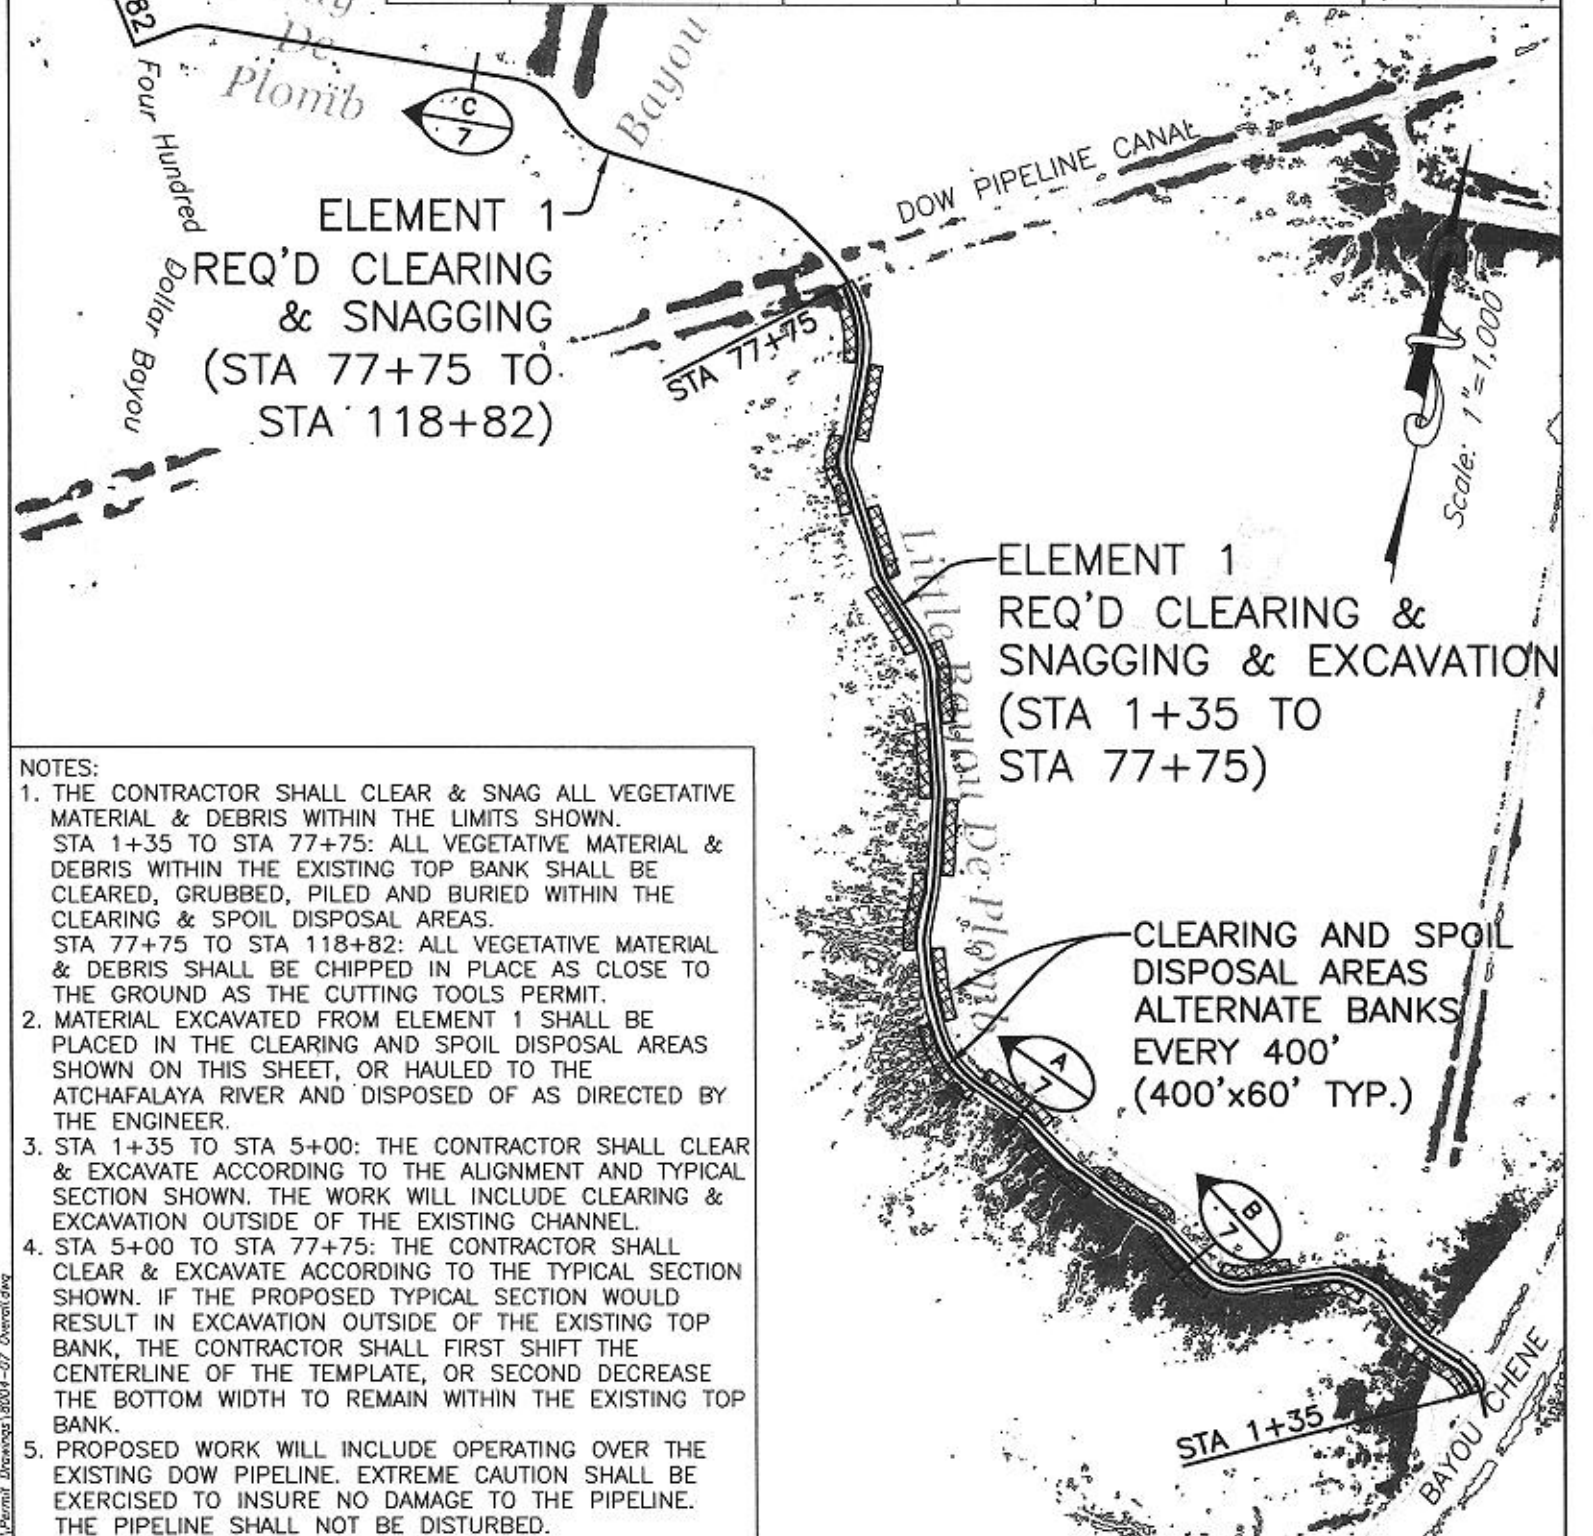 82
De
Plomb
Bayou
C
7
Four Hundred Dollar Bayou
DOW PIPELINE CANAL
ELEMENT 1
REQ'D CLEARING
& SNAGGING
(STA 77+75 TO
STA 118+82)
STA 77+75
Scale: 1"=1,000'
Little Bayou De Plomb
ELEMENT 1
REQ'D CLEARING &
SNAGGING & EXCAVATION
(STA 1+35 TO
STA 77+75)
CLEARING AND SPOIL
DISPOSAL AREAS
ALTERNATE BANKS
EVERY 400'
(400'x60' TYP.)
A
7
B
7
STA 1+35
BAYOU CHENE
NOTES:
1. THE CONTRACTOR SHALL CLEAR & SNAG ALL VEGETATIVE
MATERIAL & DEBRIS WITHIN THE LIMITS SHOWN.
STA 1+35 TO STA 77+75: ALL VEGETATIVE MATERIAL &
DEBRIS WITHIN THE EXISTING TOP BANK SHALL BE
CLEARED, GRUBBED, PILED AND BURIED WITHIN THE
CLEARING & SPOIL DISPOSAL AREAS.
STA 77+75 TO STA 118+82: ALL VEGETATIVE MATERIAL
& DEBRIS SHALL BE CHIPPED IN PLACE AS CLOSE TO
THE GROUND AS THE CUTTING TOOLS PERMIT.
2. MATERIAL EXCAVATED FROM ELEMENT 1 SHALL BE
PLACED IN THE CLEARING AND SPOIL DISPOSAL AREAS
SHOWN ON THIS SHEET, OR HAULED TO THE
ATCHAFALAYA RIVER AND DISPOSED OF AS DIRECTED BY
THE ENGINEER.
3. STA 1+35 TO STA 5+00: THE CONTRACTOR SHALL CLEAR
& EXCAVATE ACCORDING TO THE ALIGNMENT AND TYPICAL
SECTION SHOWN. THE WORK WILL INCLUDE CLEARING &
EXCAVATION OUTSIDE OF THE EXISTING CHANNEL.
4. STA 5+00 TO STA 77+75: THE CONTRACTOR SHALL
CLEAR & EXCAVATE ACCORDING TO THE TYPICAL SECTION
SHOWN. IF THE PROPOSED TYPICAL SECTION WOULD
RESULT IN EXCAVATION OUTSIDE OF THE EXISTING TOP
BANK, THE CONTRACTOR SHALL FIRST SHIFT THE
CENTERLINE OF THE TEMPLATE, OR SECOND DECREASE
THE BOTTOM WIDTH TO REMAIN WITHIN THE EXISTING TOP
BANK.
5. PROPOSED WORK WILL INCLUDE OPERATING OVER THE
EXISTING DOW PIPELINE. EXTREME CAUTION SHALL BE
EXERCISED TO INSURE NO DAMAGE TO THE PIPELINE.
THE PIPELINE SHALL NOT BE DISTURBED.
\Permit Drawings\8004-07 Overall.dwg